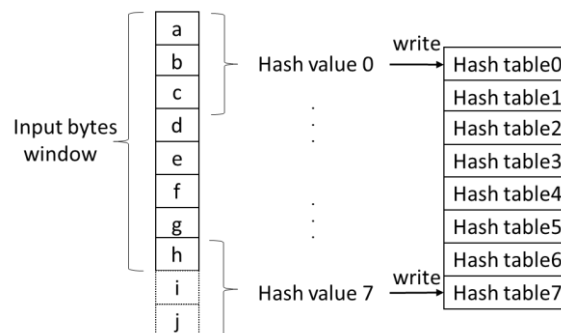 Input bytes
window
a
b
c
d
e
f
g
h
i
j
Hash value 0
.
.
.
.
.
.
Hash value 7
write
write
Hash table0
Hash table1
Hash table2
Hash table3
Hash table4
Hash table5
Hash table6
Hash table7